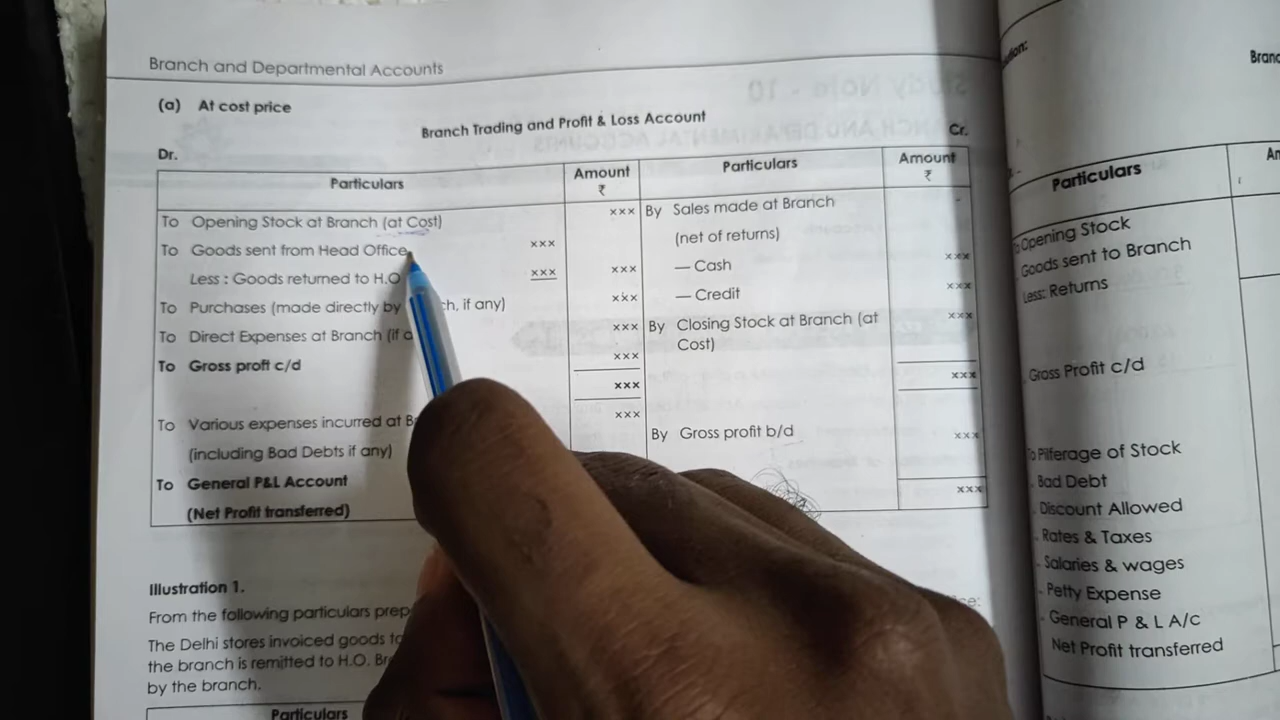 Branch and Departmental Accounts
(a) At cost price
Branch Trading and Profit & Loss Account
Dr. Cr.
Particulars Amount ₹ Particulars Amount ₹
To Opening Stock at Branch (at Cost) ××× By Sales made at Branch
To Goods sent from Head Office ××× (net of returns)
Less : Goods returned to H.O ××× ××× — Cash ×××
To Purchases (made directly by ch, if any) ××× — Credit ×××
To Direct Expenses at Branch (if ××× By Closing Stock at Branch (at ×××
Cost)
To Gross profit c/d ×××
××× ×××
To Various expenses incurred at ××× By Gross profit b/d ×××
(including Bad Debts if any)
To General P&L Account
(Net Profit transferred) ×××
Illustration 1.
From the following particulars
The Delhi stores invoiced goods
the branch is remitted to H.O.
by the branch.
Particulars
Particulars
Opening Stock
Goods sent to Branch
Less: Returns
Gross Profit c/d
To Pilferage of Stock
Bad Debt
Discount Allowed
Rates & Taxes
Salaries & wages
Petty Expense
General P & L A/c
Net Profit transferred